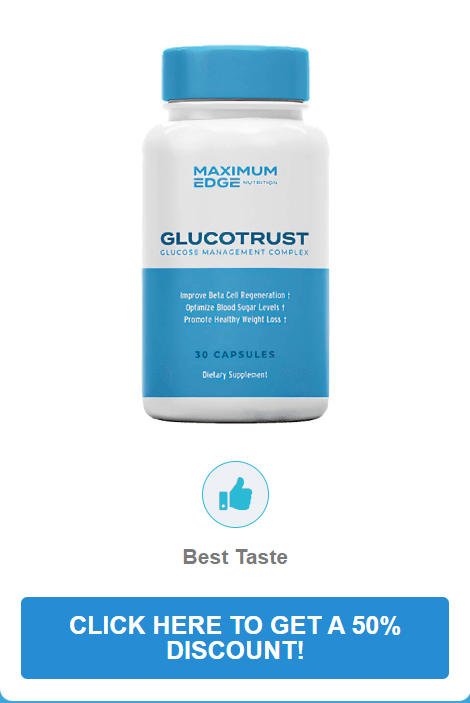 MAXIMUM
EDGE NUTRITION
GLUCOTRUST
GLUCOSE MANAGEMENT COMPLEX
Improve Beta Cell Regeneration ↑
Optimize Blood Sugar Levels ↑
Promote Healthy Weight Loss ↑
30 CAPSULES
Dietary Supplement
Best Taste
CLICK HERE TO GET A 50%
DISCOUNT!